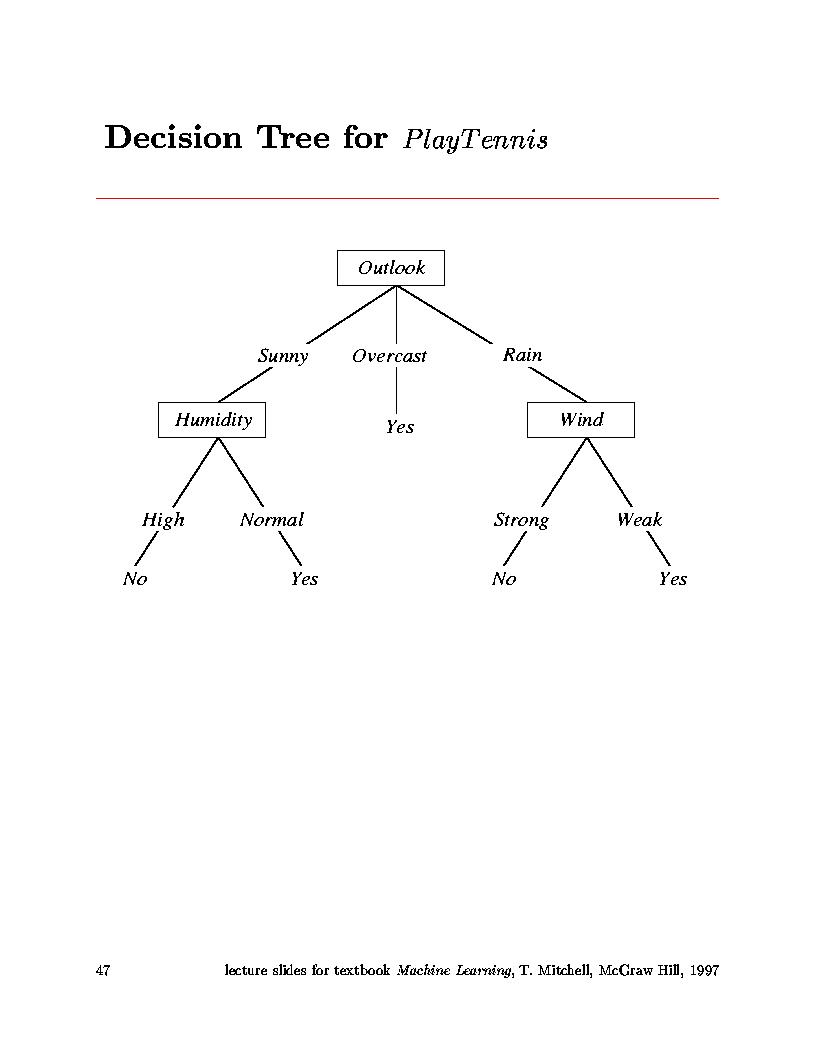 Decision Tree for PlayTennis
Outlook
Sunny Overcast Rain
Humidity Yes Wind
High Normal Strong Weak
No Yes No Yes
47 lecture slides for textbook Machine Learning, T. Mitchell, McGraw Hill, 1997